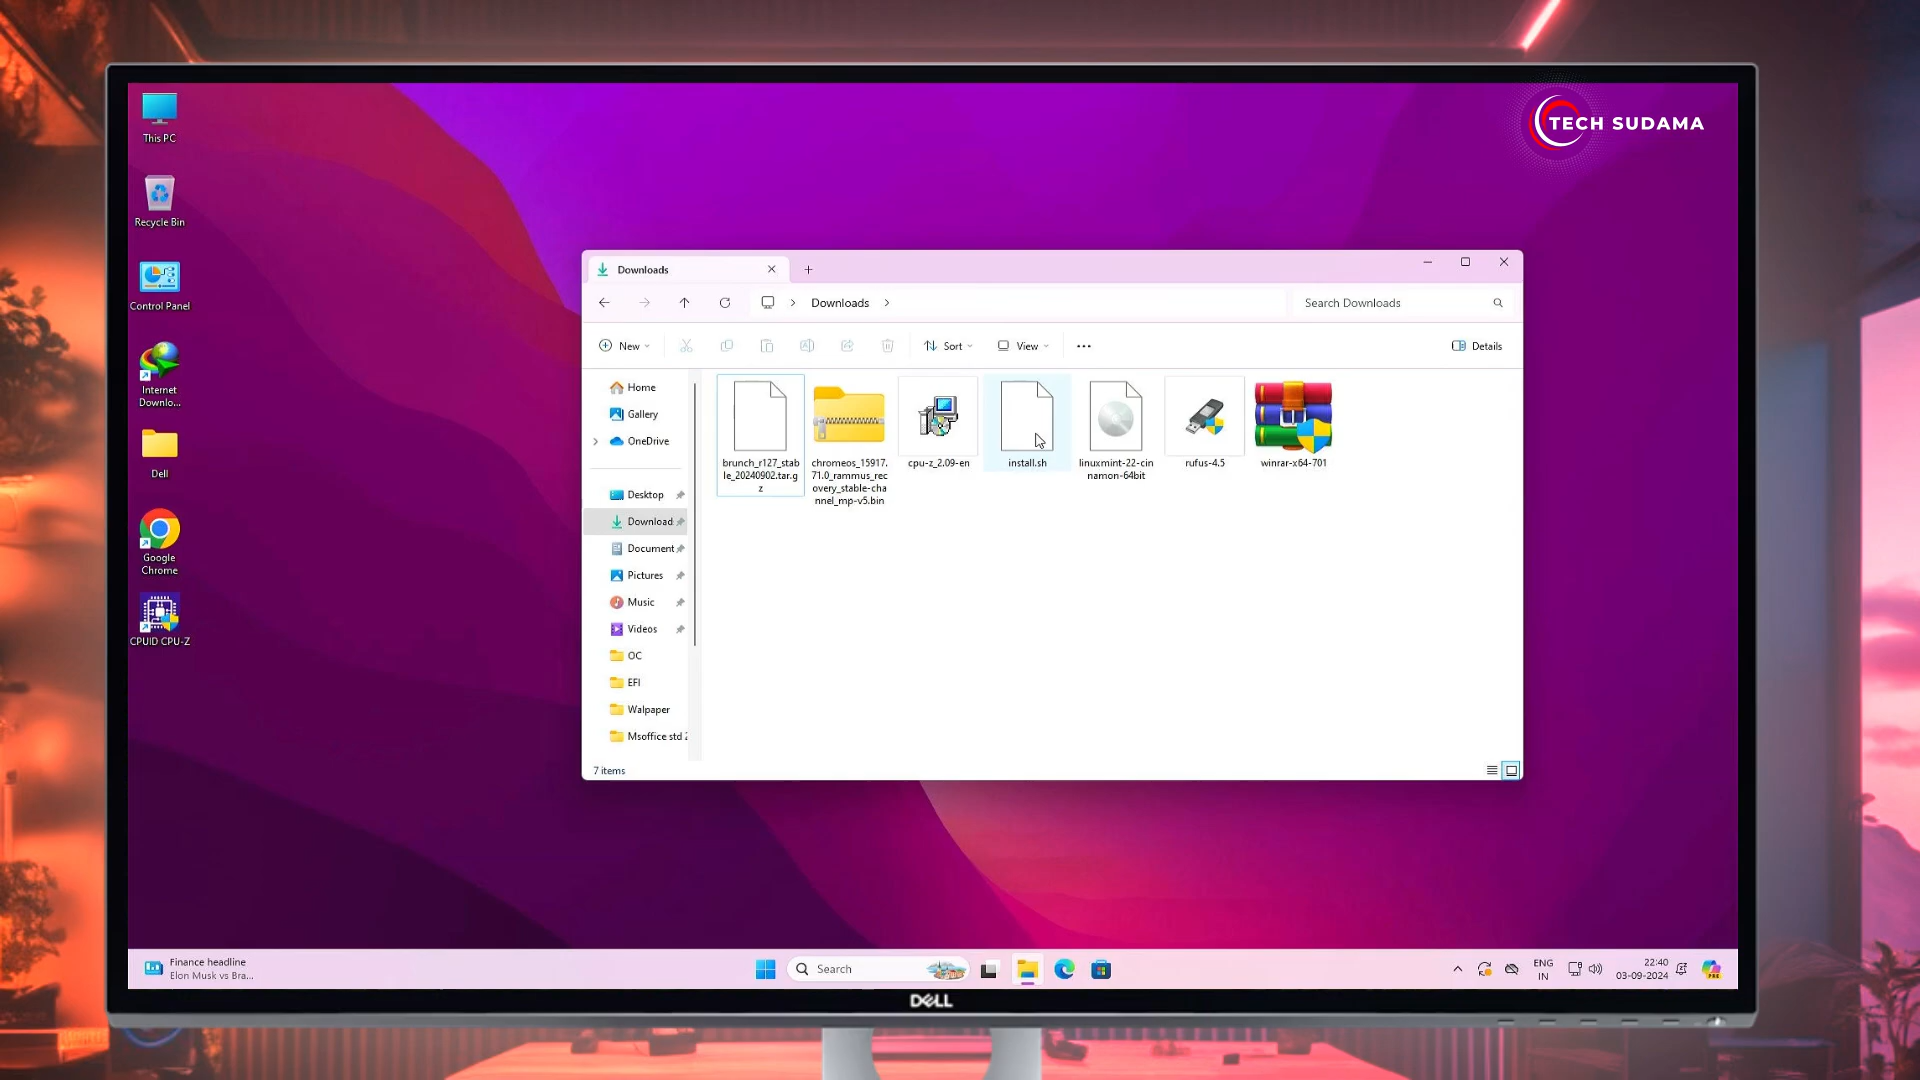 This PC
Recycle Bin
Control Panel
Internet
Downlo...
Dell
Google
Chrome
CPUID CPU-Z
TECH SUDAMA
Downloads
Downloads
Search Downloads
New
Sort
View
Details
Home
Gallery
OneDrive
Desktop
Download
Document
Pictures
Music
Videos
OC
EFI
Walpaper
Msoffice std 2
brunch_r127_stab
le_20240902.tar.g
z
chromeos_15917.
71.0_rammus_rec
overy_stable-cha
nnel_mp-v5.bin
cpu-z_2.09-en
install.sh
linuxmint-22-cin
namon-64bit
rufus-4.5
winrar-x64-701
7 items
Finance headline
Elon Musk vs Bra...
Search
ENG
IN
22:40
03-09-2024
PRE
DELL